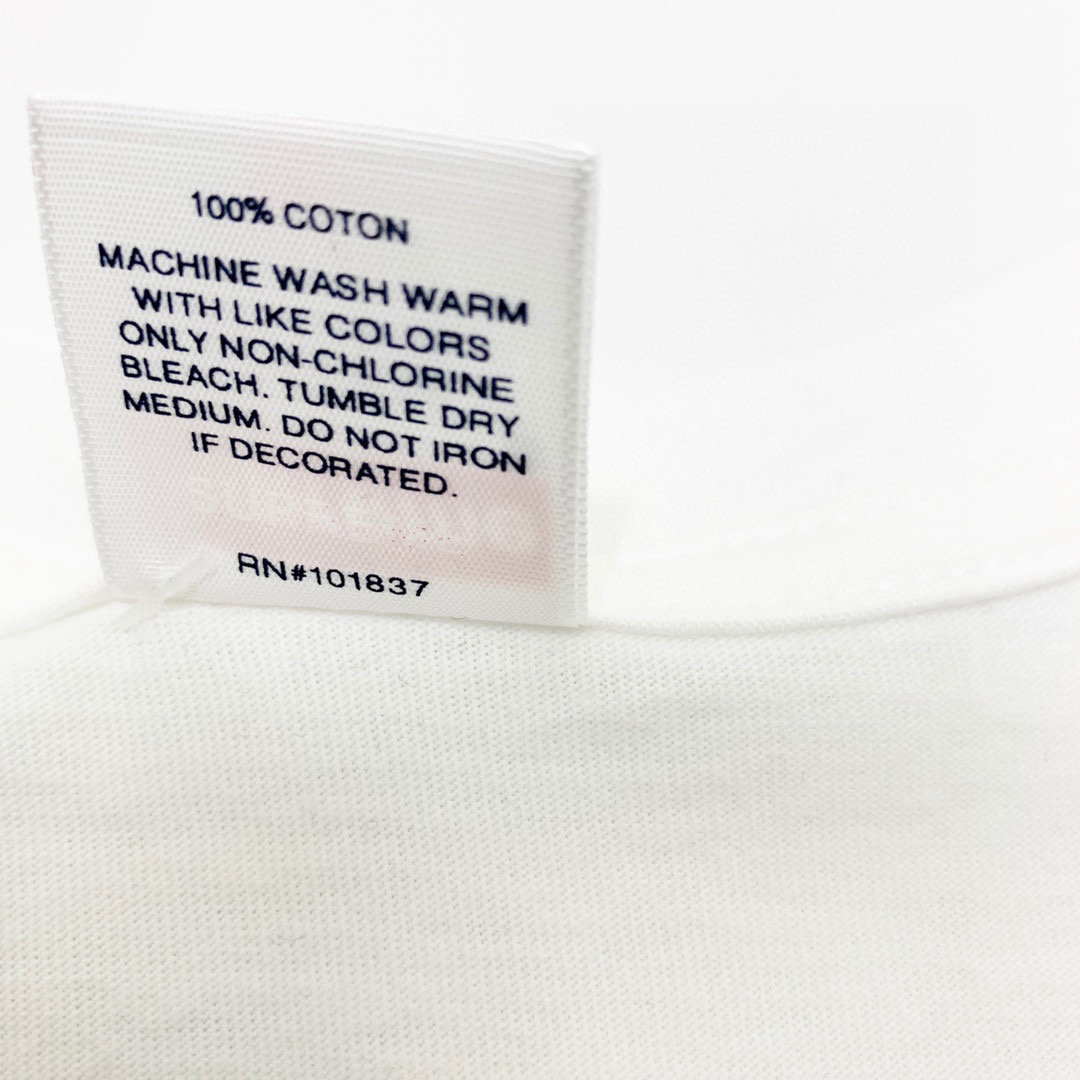 100% COTON
MACHINE WASH WARM
WITH LIKE COLORS
ONLY NON-CHLORINE
BLEACH. TUMBLE DRY
MEDIUM. DO NOT IRON
IF DECORATED.
RN#101837